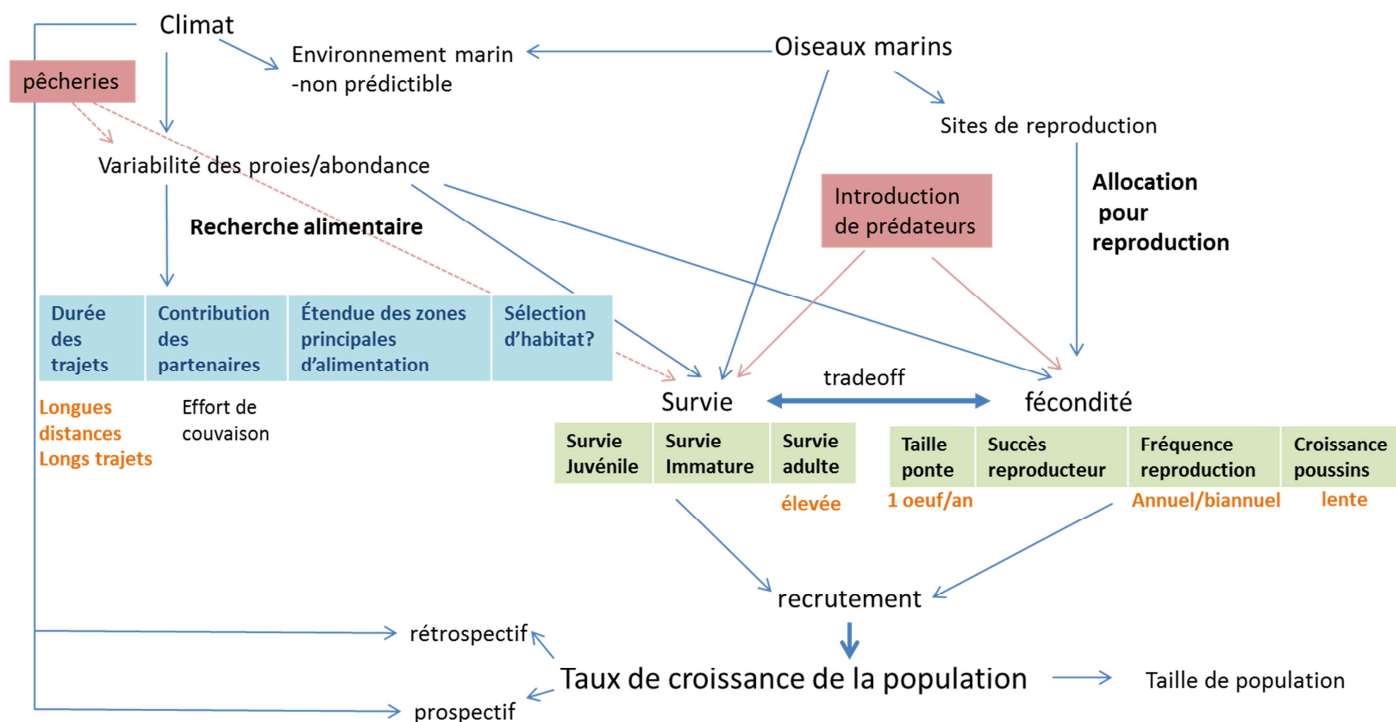 Climat
Oiseaux marins
Environnement marin
-non prédictible
pêcheries
Sites de reproduction
Variabilité des proies/abondance
Allocation
pour
reproduction
Introduction
de prédateurs
Recherche alimentaire
Durée
des
trajets
Contribution
des
partenaires
Étendue des zones
principales
d'alimentation
Sélection
d'habitat?
Longues
distances
Longs trajets
Effort de
couvaison
tradeoff
Survie
fécondité
Survie
Juvénile
Survie
Immature
Survie
adulte
Taille
ponte
Succès
reproducteur
Fréquence
reproduction
Croissance
poussins
élevée
1 oeuf/an
Annuel/biannuel
lente
recrutement
rétrospectif
Taux de croissance de la population
Taille de population
prospectif